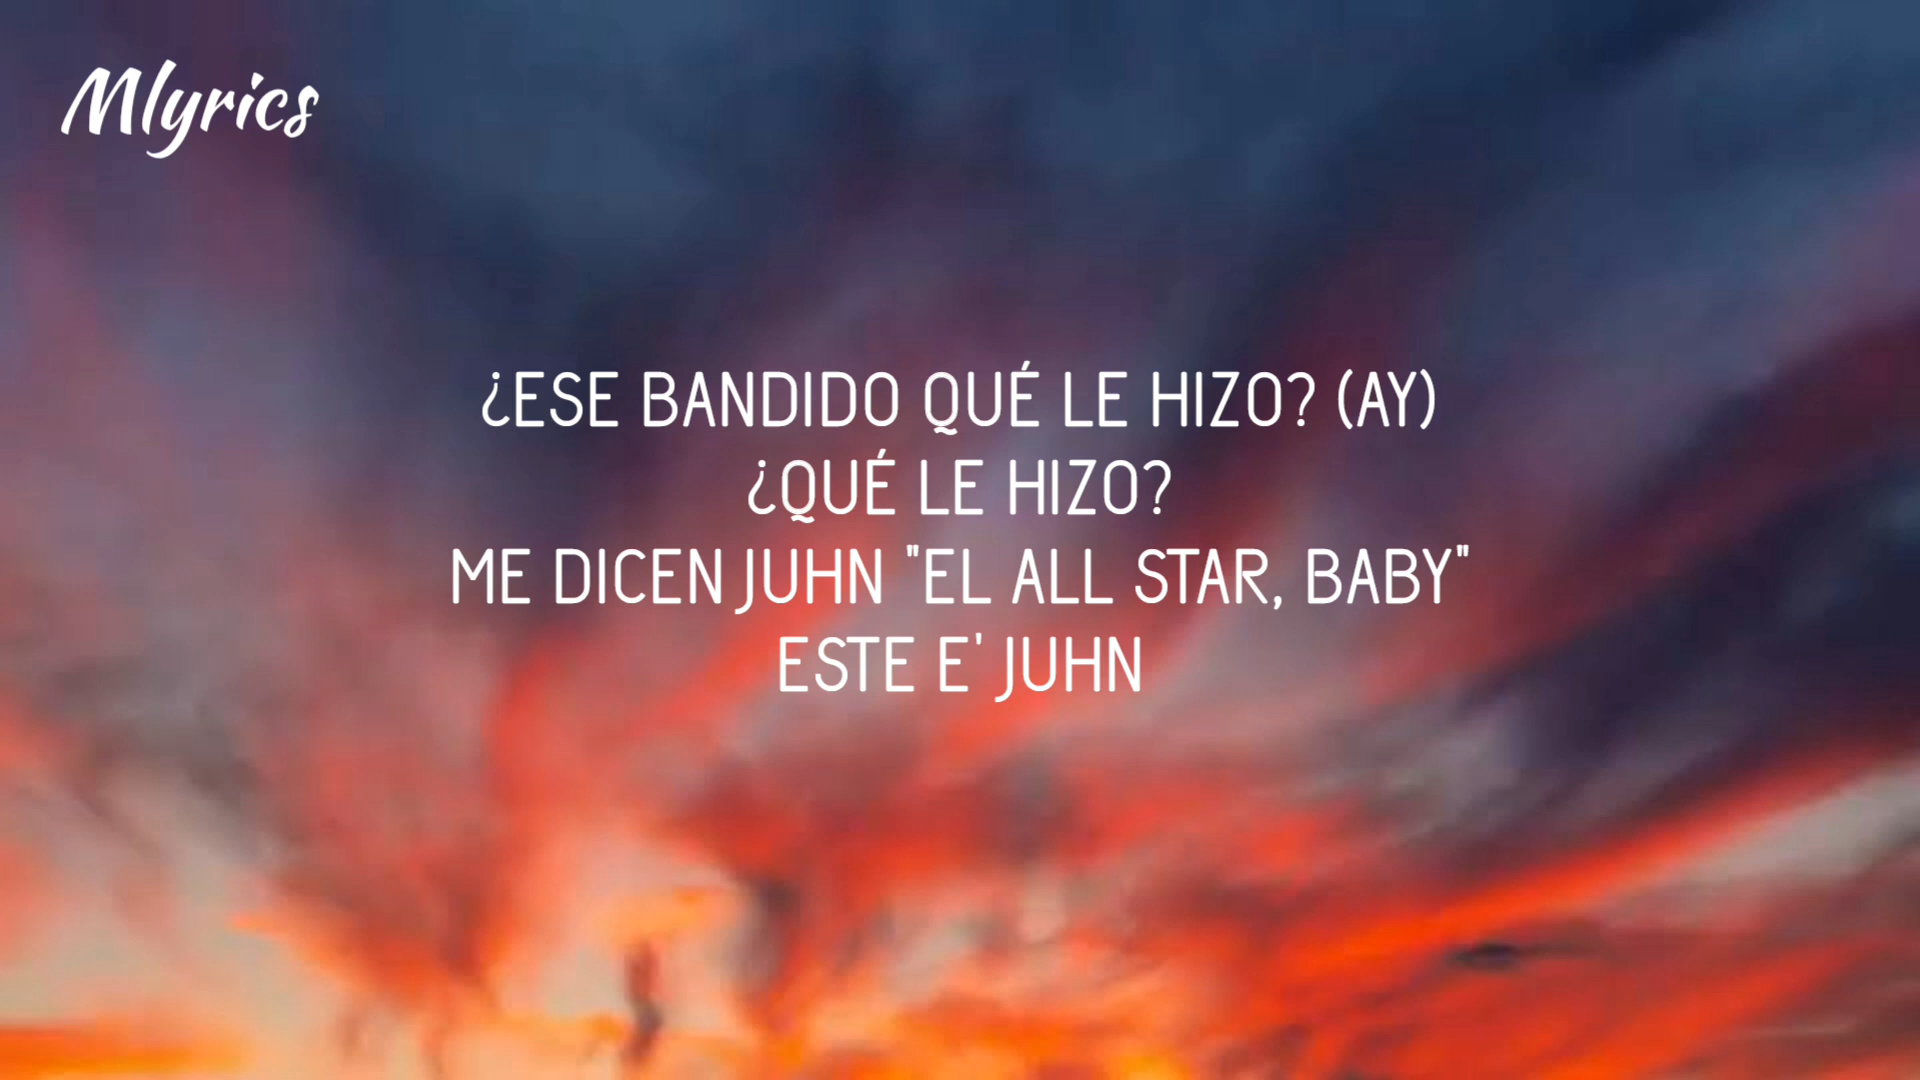 Mlyrics
¿ESE BANDIDO QUÉ LE HIZO? (AY)
¿QUÉ LE HIZO?
ME DICEN JUHN "EL ALL STAR, BABY"
ESTE E' JUHN